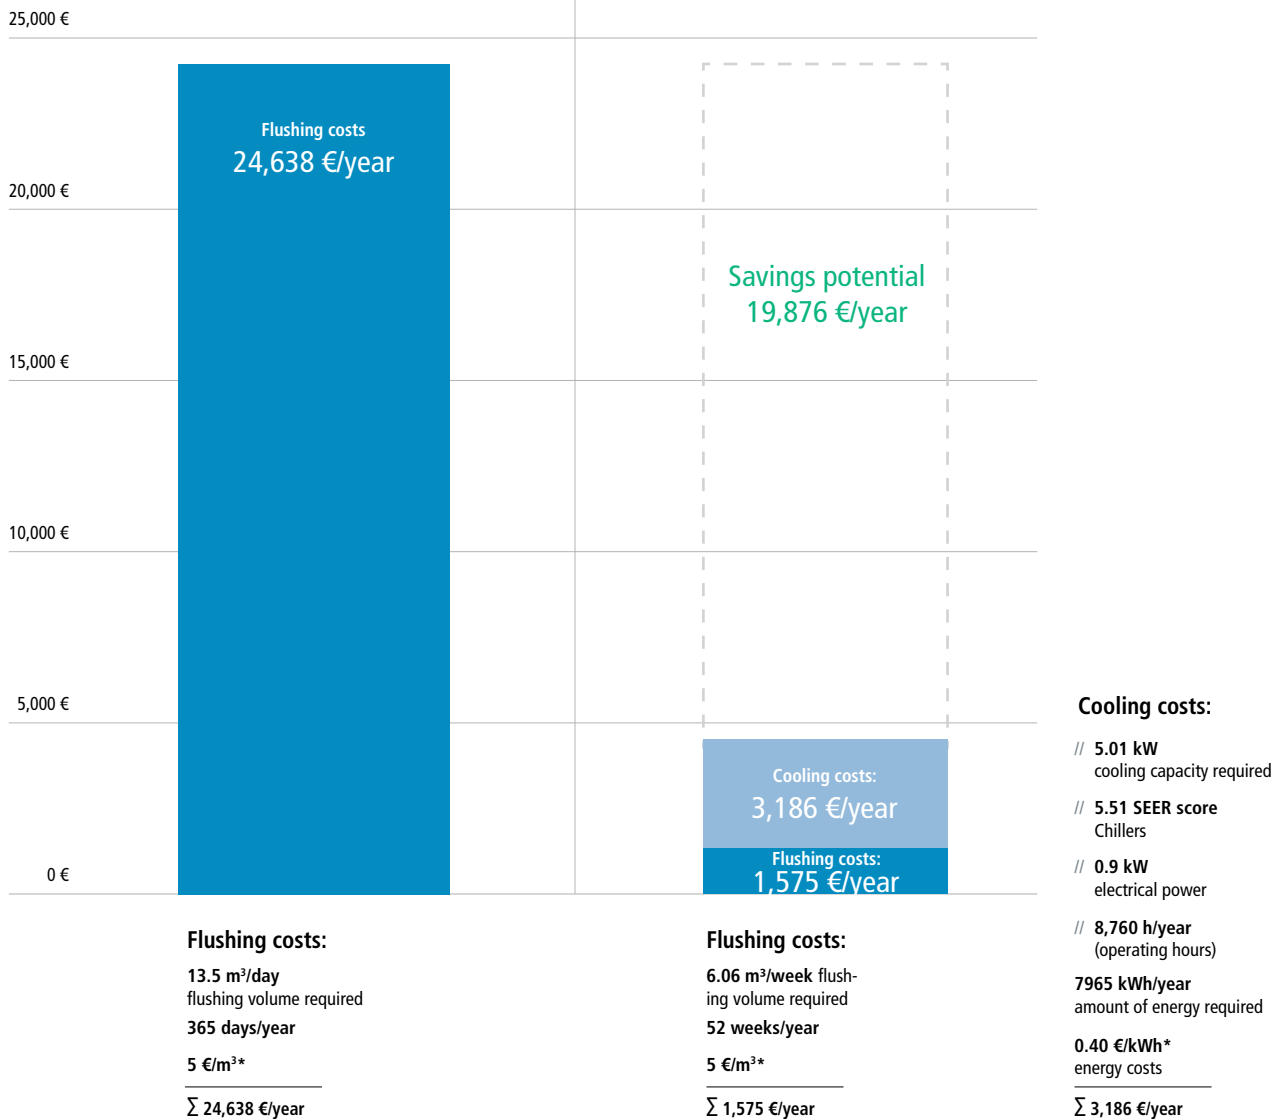 25,000 €
20,000 €
15,000 €
10,000 €
5,000 €
0 €
Flushing costs
24,638 €/year
Savings potential
19,876 €/year
Cooling costs:
3,186 €/year
Flushing costs:
1,575 €/year
Flushing costs:
13.5 m³/day
flushing volume required
365 days/year
5 €/m³*
∑ 24,638 €/year
Flushing costs:
6.06 m³/week flush-
ing volume required
52 weeks/year
5 €/m³*
∑ 1,575 €/year
Cooling costs:
// 5.01 kW
cooling capacity required
// 5.51 SEER score
Chillers
// 0.9 kW
electrical power
// 8,760 h/year
(operating hours)
7965 kWh/year
amount of energy required
0.40 €/kWh*
energy costs
∑ 3,186 €/year